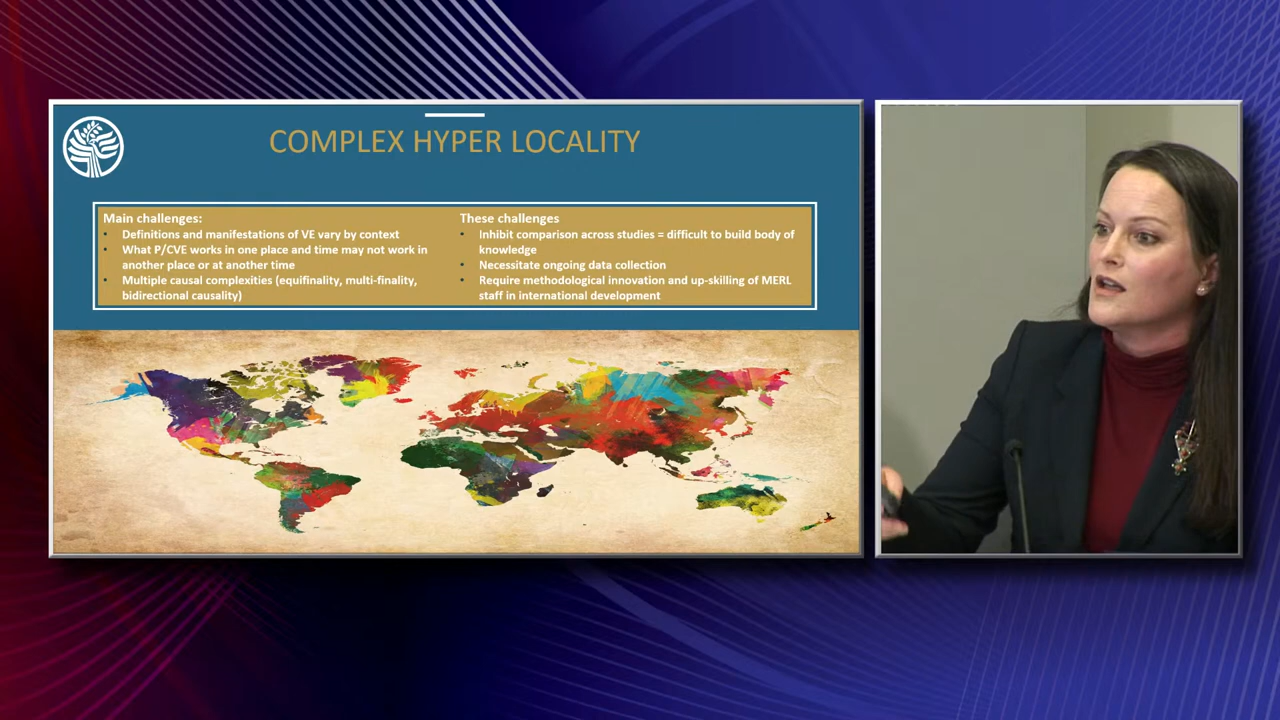 COMPLEX HYPER LOCALITY
Main challenges:
• Definitions and manifestations of VE vary by context
• What P/CVE works in one place and time may not work in
another place or at another time
• Multiple causal complexities (equifinality, multi-finality,
bidirectional causality)
These challenges
• Inhibit comparison across studies = difficult to build body of
knowledge
• Necessitate ongoing data collection
• Require methodological innovation and up-skilling of MERL
staff in international development